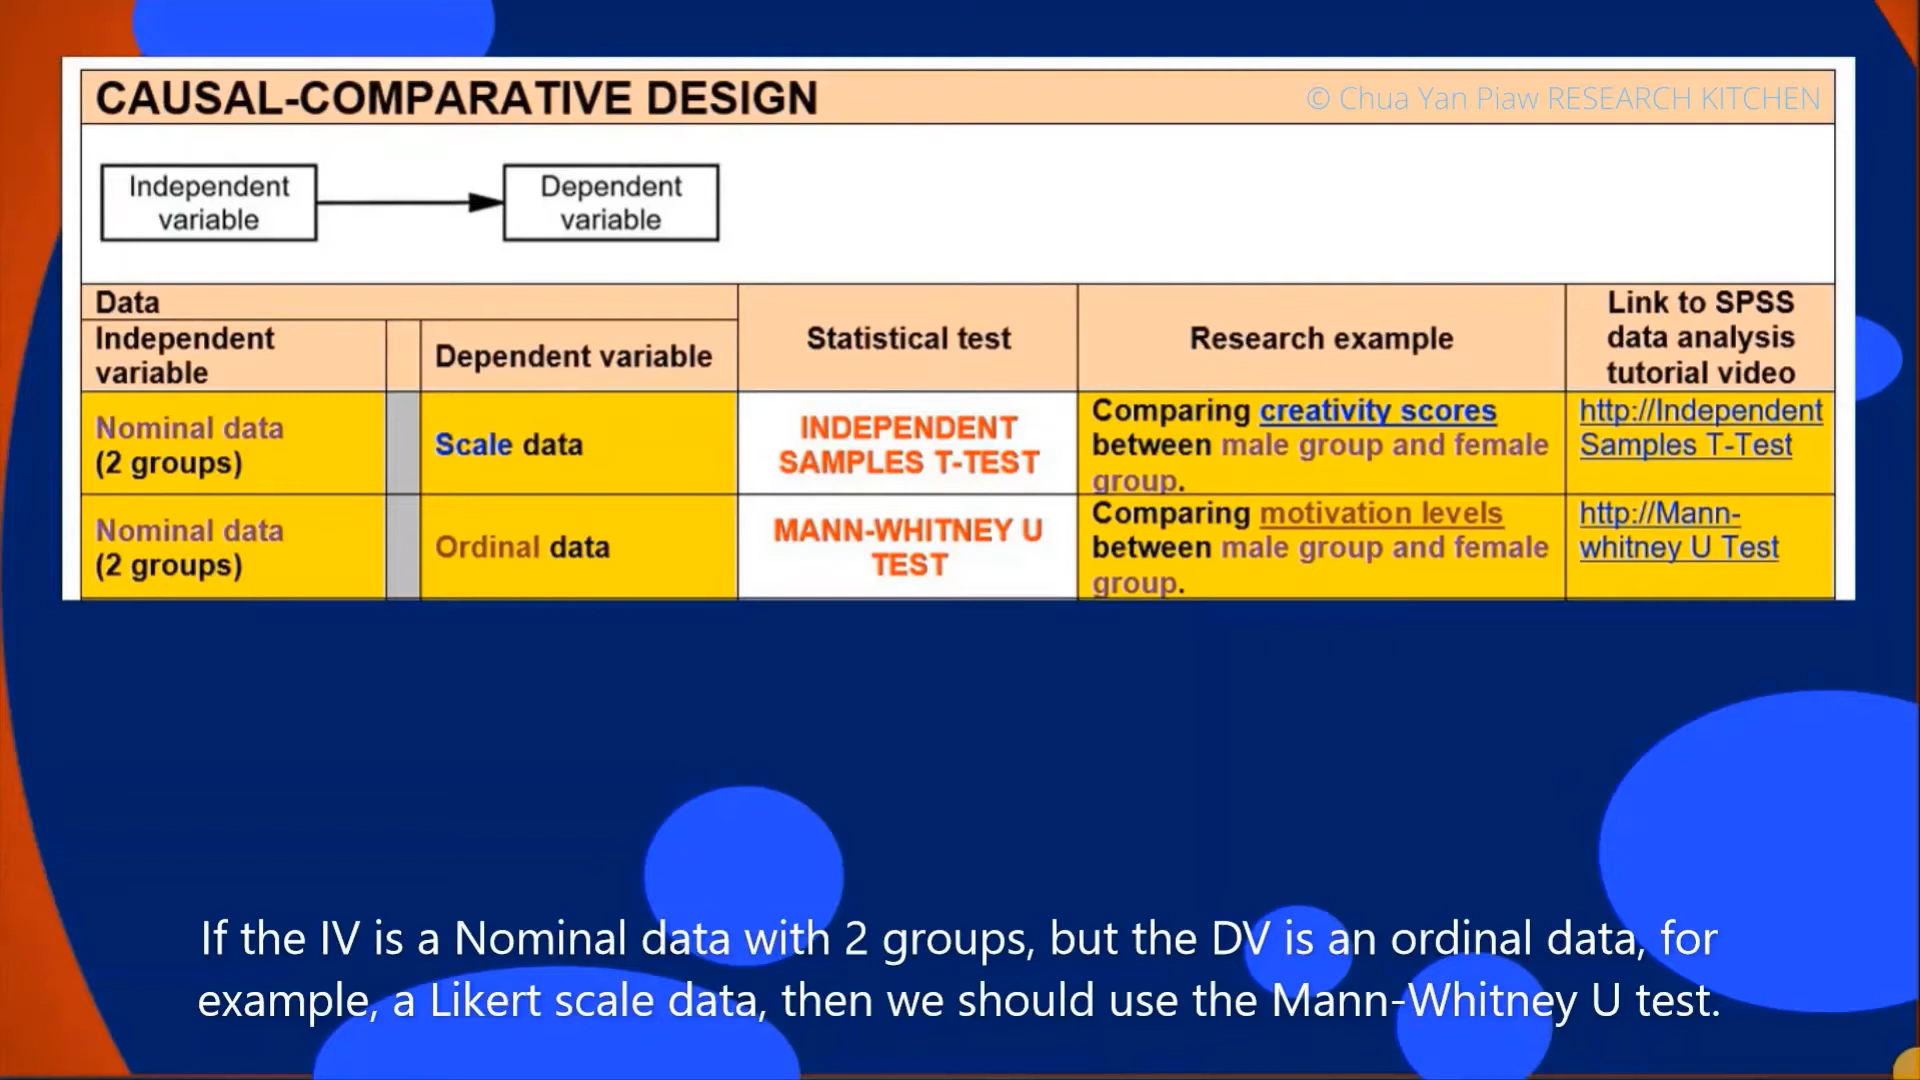 CAUSAL-COMPARATIVE DESIGN
© Chua Yan Piaw RESEARCH KITCHEN
Independent
variable
Dependent
variable
Data
Independent
variable
Dependent variable
Statistical test
Research example
Link to SPSS
data analysis
tutorial video
Nominal data
(2 groups)
Scale data
INDEPENDENT
SAMPLES T-TEST
Comparing creativity scores
between male group and female
group.
http://Independent
Samples T-Test
Nominal data
(2 groups)
Ordinal data
MANN-WHITNEY U
TEST
Comparing motivation levels
between male group and female
group.
http://Mann-
whitney U Test
If the IV is a Nominal data with 2 groups, but the DV is an ordinal data, for
example, a Likert scale data, then we should use the Mann-Whitney U test.